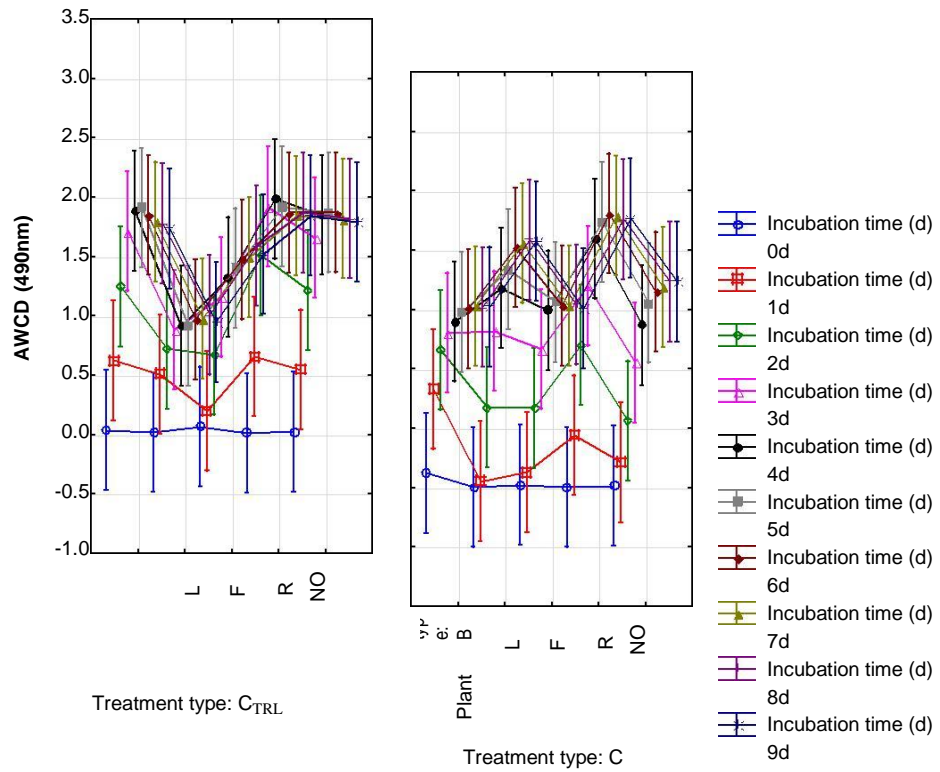 3.5
3.0
2.5
2.0
1.5
1.0
0.5
0.0
-0.5
-1.0
AWCD (490nm)
L
F
R
NO
Treatment type: CTRL
yp
e:
B
L
F
R
NO
Plant
Treatment type: C
Incubation time (d)
0d
Incubation time (d)
1d
Incubation time (d)
2d
Incubation time (d)
3d
Incubation time (d)
4d
Incubation time (d)
5d
Incubation time (d)
6d
Incubation time (d)
7d
Incubation time (d)
8d
Incubation time (d)
9d